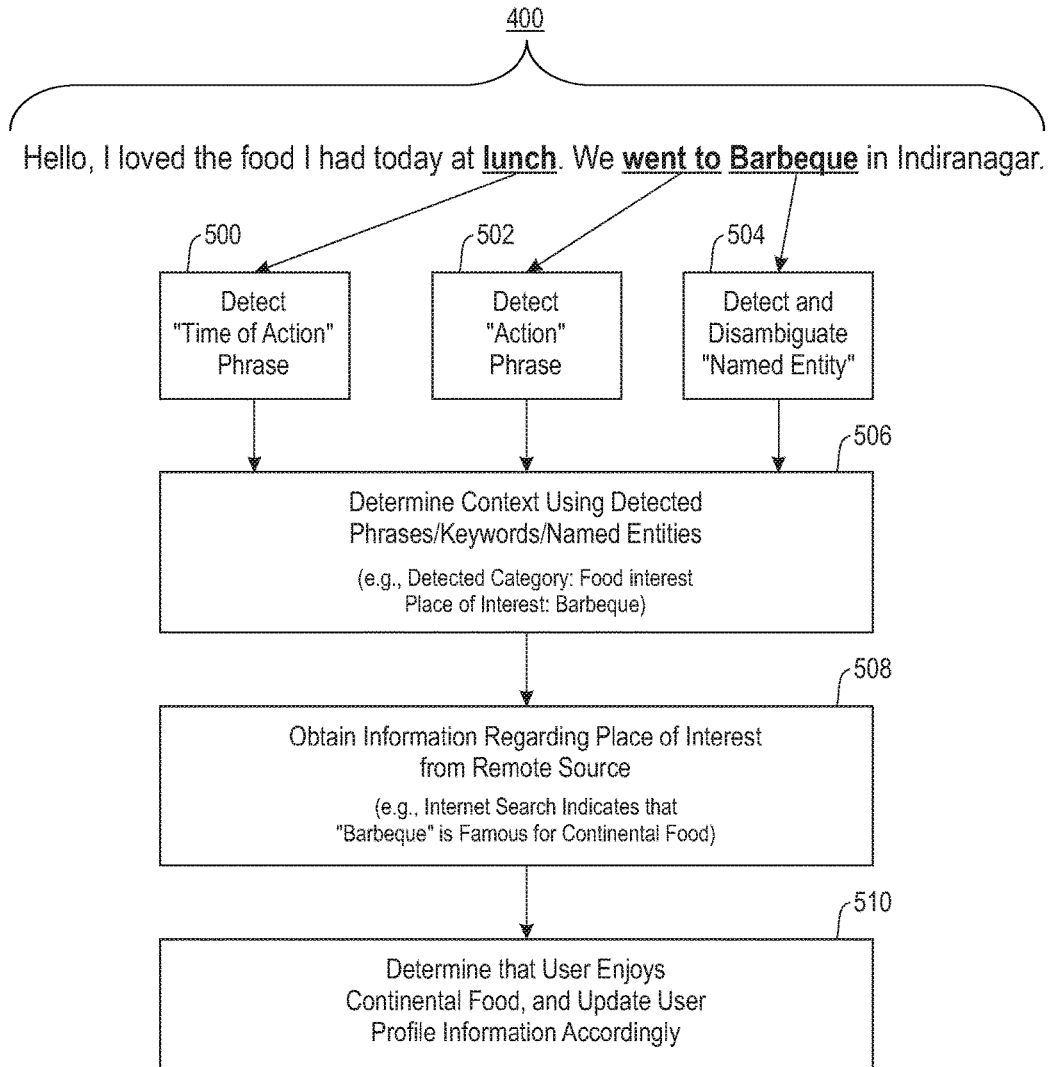 400
Hello, I loved the food I had today at lunch. We went to Barbeque in Indiranagar.
500
502
504
Detect
"Time of Action"
Phrase
Detect
"Action"
Phrase
Detect and
Disambiguate
"Named Entity"
506
Determine Context Using Detected
Phrases/Keywords/Named Entities
(e.g., Detected Category: Food interest
Place of Interest: Barbeque)
508
Obtain Information Regarding Place of Interest
from Remote Source
(e.g., Internet Search Indicates that
"Barbeque" is Famous for Continental Food)
510
Determine that User Enjoys
Continental Food, and Update User
Profile Information Accordingly